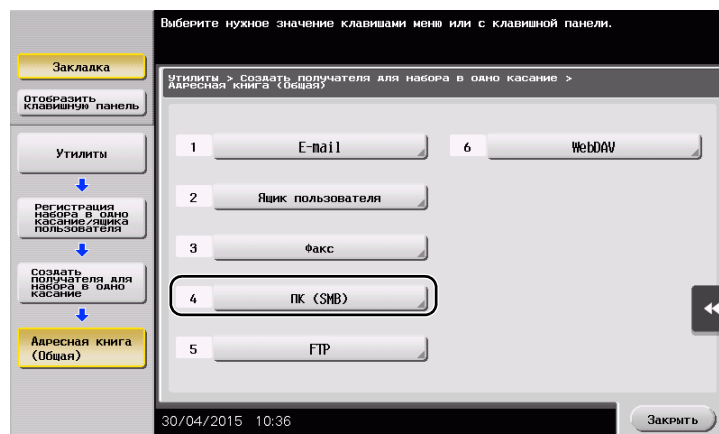 Выберите нужное значение клавишами меню или с клавишной панели.
Закладка
Отобразить
клавишную панель
Утилиты
Регистрация
набора в одно
касание/ящика
пользователя
Создать
получателя для
набора в одно
касание
Адресная книга
(Общая)
Утилиты > Создать получателя для набора в одно касание >
Адресная книга (Общая)
1 E-mail
6 WebDAV
2 Ящик пользователя
3 Факс
4 ПК (SMB)
5 FTP
30/04/2015 10:36
Закрыть